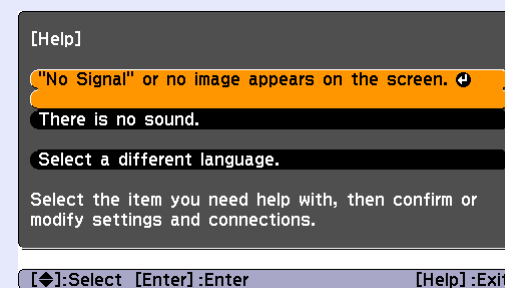 [Help]
"No Signal" or no image appears on the screen.
There is no sound.
Select a different language.
Select the item you need help with, then confirm or
modify settings and connections.
[◆]:Select [Enter]:Enter [Help]:Exit